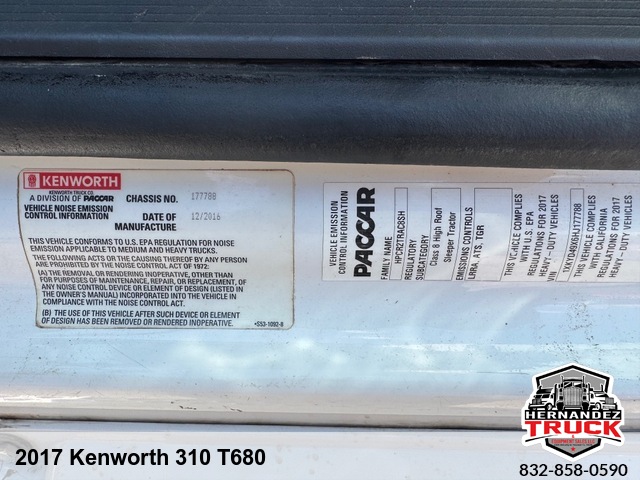 KENWORTH
KENWORTH TRUCK CO.
A DIVISION OF PACCAR
VEHICLE NOISE EMISSION
CONTROL INFORMATION
CHASSIS NO. 177788
DATE OF 12/2016
MANUFACTURE
THIS VEHICLE CONFORMS TO U.S. EPA REGULATION FOR NOISE
EMISSION APPLICABLE TO MEDIUM AND HEAVY TRUCKS.
THE FOLLOWING ACTS OR THE CAUSING THEREOF BY ANY PERSON
ARE PROHIBITED BY THE NOISE CONTROL ACT OF 1972:
(A) THE REMOVAL OR RENDERING INOPERATIVE, OTHER THAN
FOR PURPOSES OF MAINTENANCE, REPAIR, OR REPLACEMENT, OF
ANY NOISE CONTROL DEVICE OR ELEMENT OF DESIGN (LISTED IN
THE OWNER'S MANUAL) INCORPORATED INTO THE VEHICLE IN
COMPLIANCE WITH THE NOISE CONTROL ACT.
(B) THE USE OF THIS VEHICLE AFTER SUCH DEVICE OR ELEMENT
OF DESIGN HAS BEEN REMOVED OR RENDERED INOPERATIVE.
S53-1092-B
VEHICLE EMISSION
CONTROL INFORMATION
PACCAR
FAMILY NAME
HPCR2TRAC8SH
REGULATORY
SUBCATEGORY
Class 8 High Roof
Sleeper Tractor
EMISSIONS CONTROLS
LRRA, ATS, TGR
THIS VEHICLE COMPLIES
WITH U.S. EPA
REGULATIONS FOR 2017
HEAVY - DUTY VEHICLES
VIN
THIS VEHICLE COMPLIES
WITH CALIFORNIA
REGULATIONS FOR 2017
HEAVY - DUTY VEHICLES
HERNANDEZ
TRUCK
EQUIPMENT SALES, LLC
832-858-0590
2017 Kenworth 310 T680